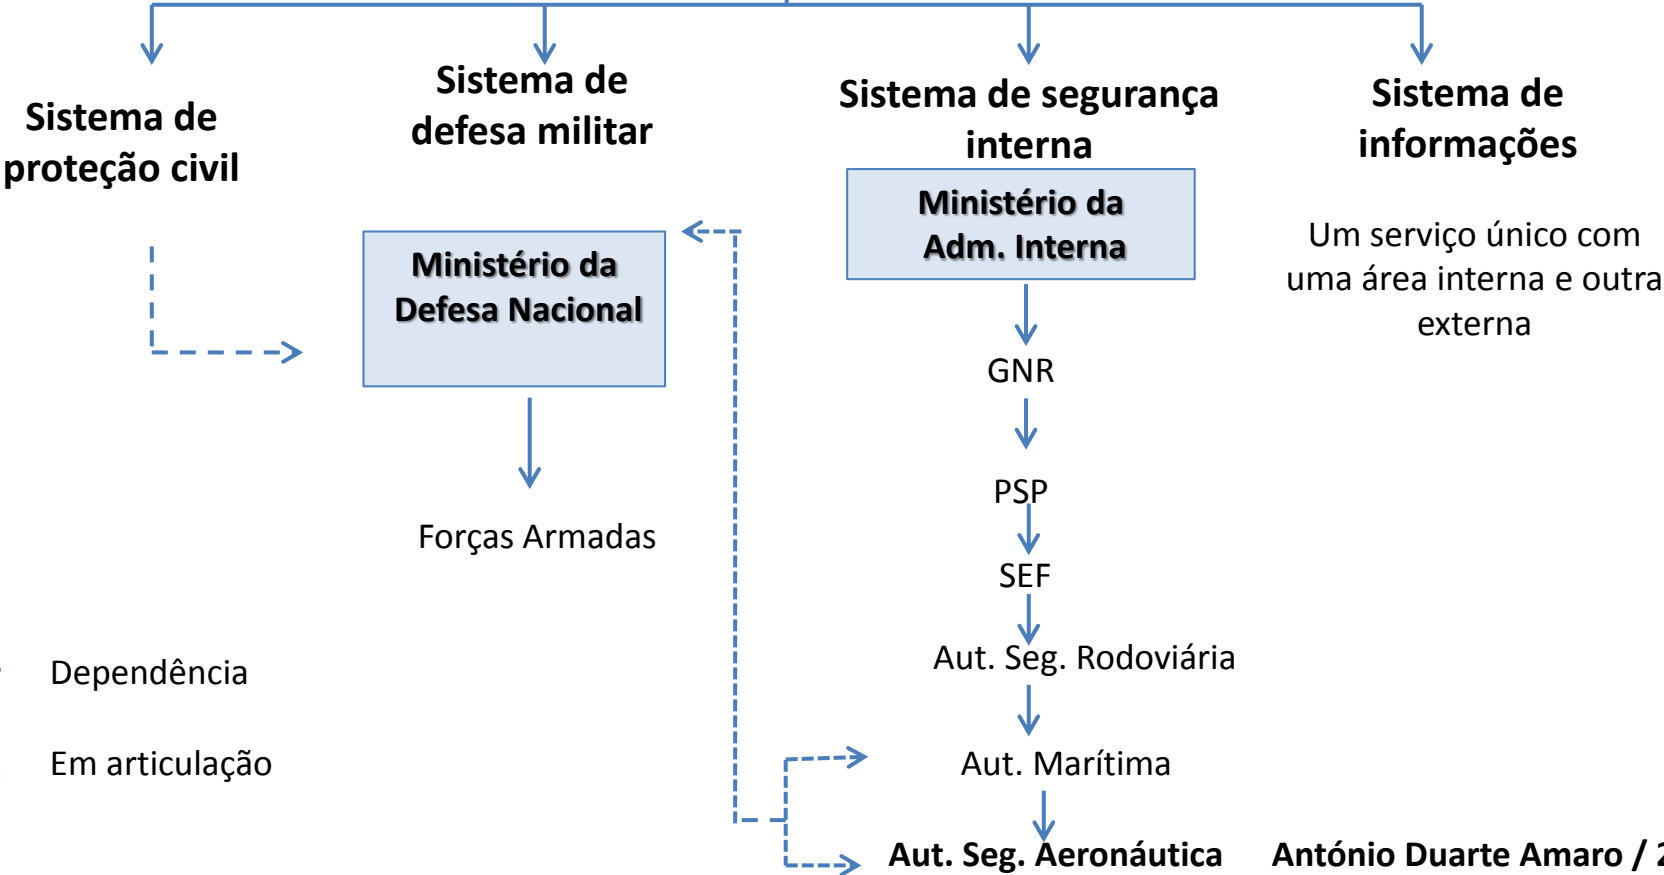 Sistema de
proteção civil
Sistema de
defesa militar
Sistema de segurança
interna
Sistema de
informações
Ministério da
Defesa Nacional
Ministério da
Adm. Interna
Um serviço único com
uma área interna e outra
externa
GNR
PSP
Forças Armadas
SEF
Aut. Seg. Rodoviária
Dependência
Em articulação
Aut. Marítima
Aut. Seg. Aeronáutica
António Duarte Amaro /